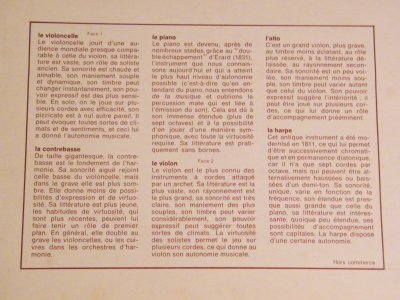 Face 1
le violoncelle
Le violoncelle jouit d'une au-
dience mondiale presque compa-
rable à celle du violon, sa littéra-
ture est vaste, son rôle de soliste
ancien. Sa sonorité est chaude et
aimable, son maniement assez
souple et dynamique, son timbre peut
changer instantanément, son pou-
voir expressif est des plus sensi-
ble. En solo, on le joue sur plu-
sieurs cordes avec efficacité, son
pizzicato est à nul autre pareil. Il
peut évoquer toutes sortes de cli-
mats et de sentiments, et ceci lui
a donné l'autonomie musicale.
la contrebasse
De taille gigantesque, la contre-
basse est le fondement de l'har-
monie. Sa sonorité aiguë rejoint
celle basse du violoncelle, mais
dans le grave elle est plus som-
bre. Elle donne moins de possi-
bilités d'expression et de virtuo-
sité. Sa littérature est plus jeune,
les habitudes de virtuosité, qui
sont plus récentes, peuvent lui
faire tenir un rôle de premier
plan. En général, elle double au
grave les violoncelles, ou les cui-
vres dans les orchestres d'harmo-
nie.
le piano
Le piano est devenu, après de
nombreux stades, grâce au "dou-
ble échappement" d'Erard (1831),
l'instrument que nous connais-
sons aujourd'hui et qui a atteint
le plus haut niveau d'autonomie
possible (c'est-à-dire qu'en en-
tendant du piano, nous entendons
de la musique et oublions la
percussion mate qui est liée à
l'émission du son). Cela est dû à
son immense étendue (plus de
sept octaves) et à la possibilité
d'en jouer d'une manière sym-
phonique, avec toute la virtuosité
requise. Sa littérature est prati-
quement sans bornes.
Face 2
le violon
Le violon est le plus connu des
instruments à cordes attaqués
par un archet. Sa littérature est la
plus vaste, son rayonnement est
le plus grand, sa sonorité est très
claire, son maniement des plus
souples, son timbre peut varier
considérablement, son pouvoir
expressif peut suggérer toutes
sortes de climats. La virtuosité
des solistes permet le jeu sur
plusieurs cordes, ce qui donne au
violon son autonomie musicale.
l'alto
C'est un grand violon, plus grave,
au timbre moins éclatant, au rôle
plus réservé, à la littérature dé-
laissée, au rayonnement secon-
daire. Sa sonorité est un peu voi-
lée, son maniement moins sou-
ple, son timbre peut varier autant
que celui du violon. Son pouvoir
expressif suggère l'intériorité. On
peut être joué sur plusieurs cor-
des, ce qui lui donne un rôle
d'accompagnement prééminent.
la harpe
Cet antique instrument a été mo-
dernisé en 1811, ce qui lui permet
d'être successivement chromati-
que et en permanence diatonique,
car il n'a que sept cordes par
octave, mais qui peuvent être al-
ternativement haussées ou bais-
sées d'un demi-ton. Sa sonorité,
unique, varie en fonction de la
fréquence, son étendue est pres-
que aussi grande que celle du
piano, sa littérature est intéres-
sante, quoique peu étendue, ses
possibilités d'accompagnement
sont capitales. La harpe dispose
d'une certaine autonomie.
Hors commerce